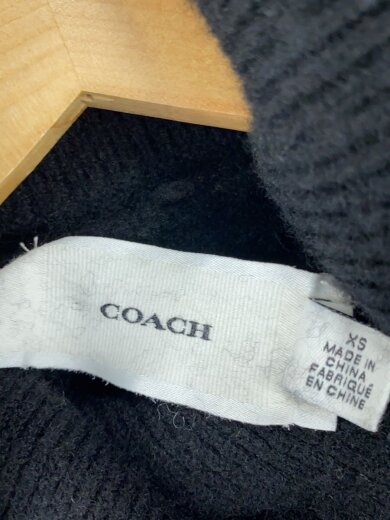 COACH
XS
MADE IN
CHINA
FABRIQUÉ
EN CHINE